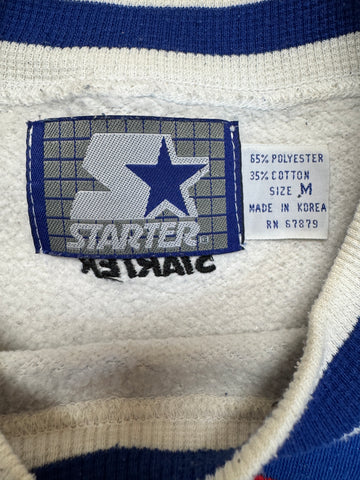 STARTER
65% POLYESTER
35% COTTON
SIZE M
MADE IN KOREA
RN 67879
STARTER